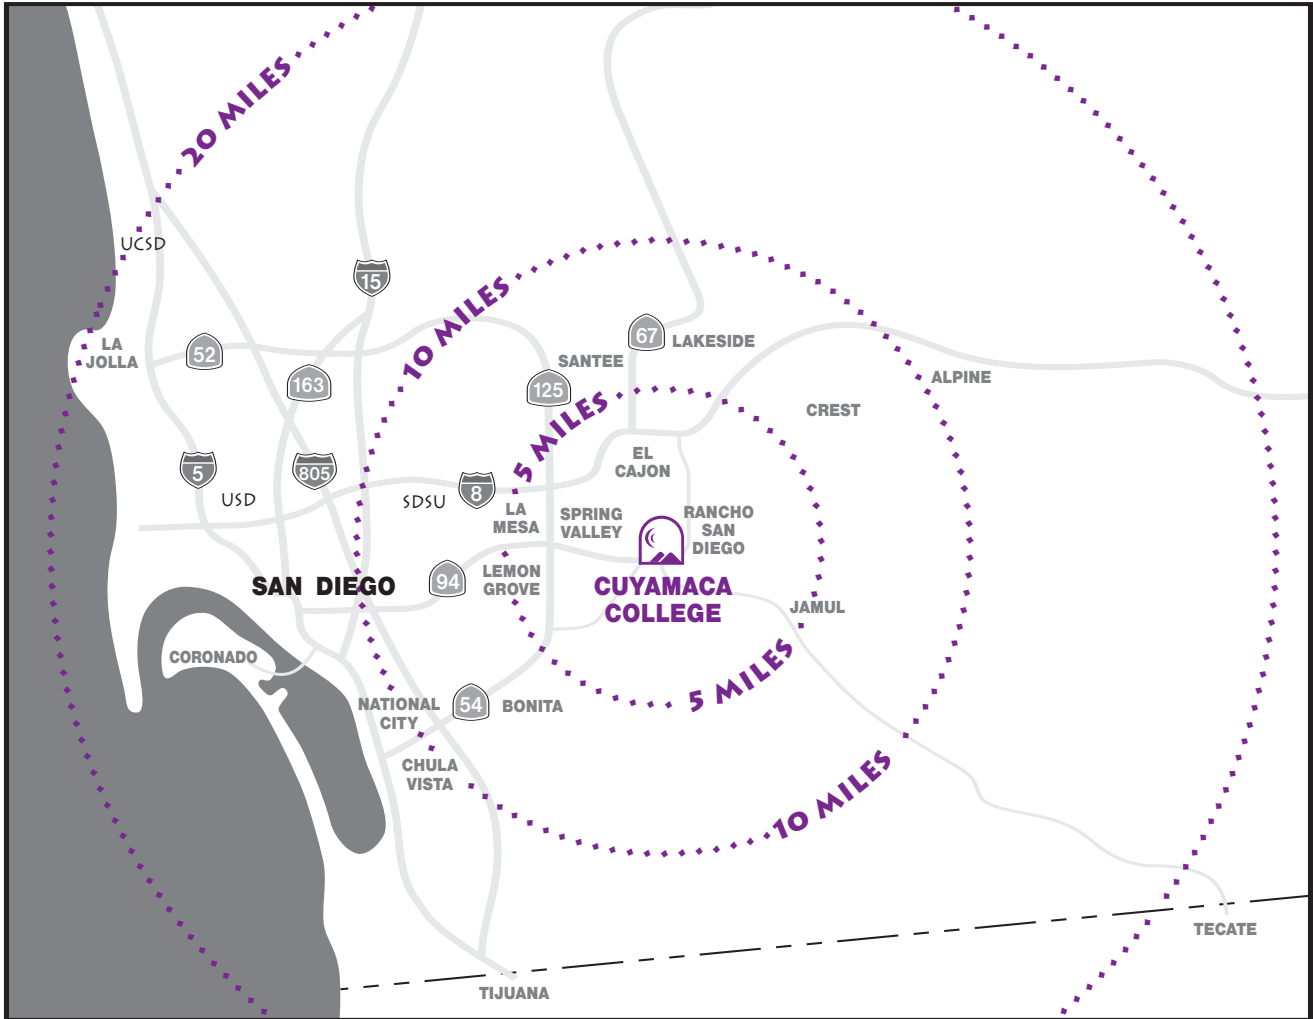 20 MILES
UCSD
15
10 MILES
67
LAKESIDE
LA
JOLLA
52
SANTEE
163
125
ALPINE
5 MILES
CREST
EL
CAJON
5
805
8
USD
SDSU
LA
MESA
SPRING
VALLEY
RANCHO
SAN
DIEGO
SAN DIEGO
94
LEMON
GROVE
CUYAMACA
COLLEGE
JAMUL
CORONADO
5 MILES
NATIONAL
CITY
54
BONITA
CHULA
VISTA
10 MILES
TECATE
TIJUANA